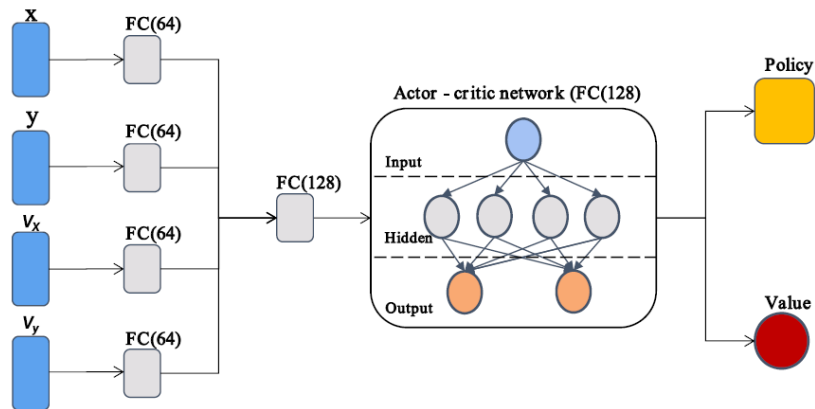 x
FC(64)
y
FC(64)
Vx
FC(64)
Vy
FC(64)
FC(128)
Actor - critic network (FC(128)
Input
Hidden
Output
Policy
Value